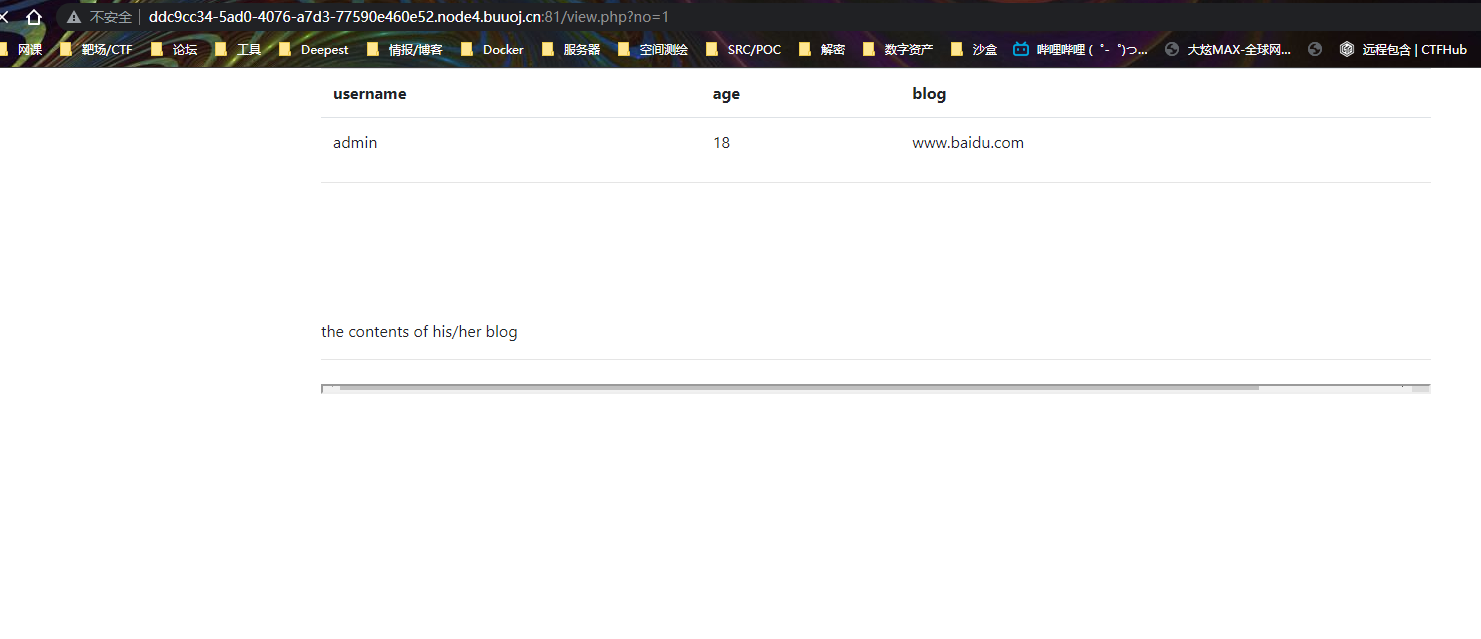 不安全 ddc9cc34-5ad0-4076-a7d3-77590e460e52.node4.buuoj.cn:81/view.php?no=1
网课 靶场/CTF 论坛 工具 Deepest 情报/博客 Docker 服务器 空间测绘 SRC/POC 解密 数字资产 沙盒 哔哩哔哩 (゜-゜)つ... 大炫MAX-全球网... 远程包含 | CTFHub
username age blog
admin 18 www.baidu.com
the contents of his/her blog